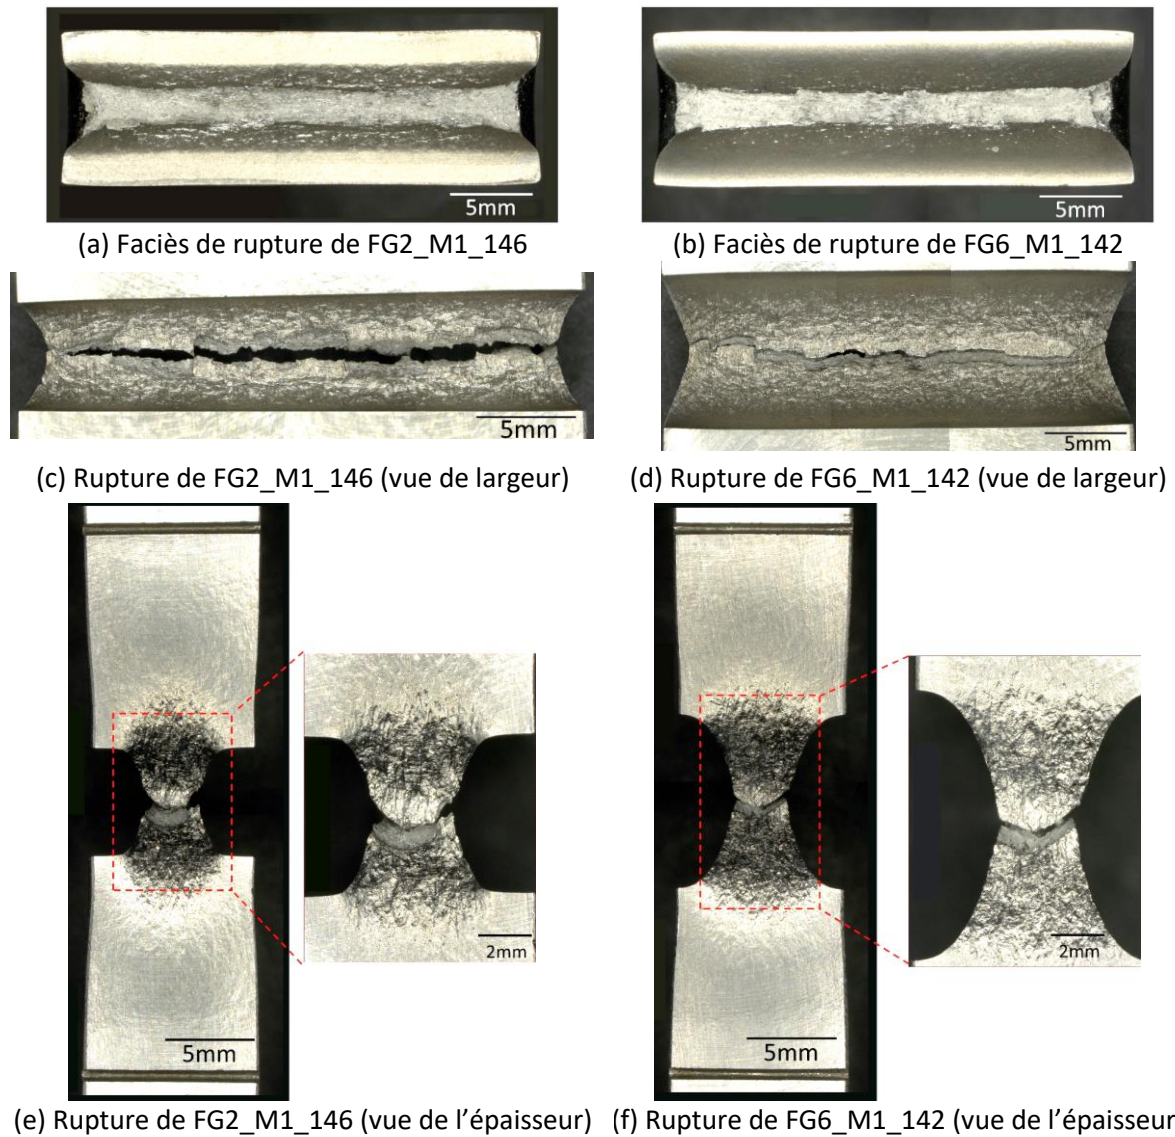 5mm
5mm
(a) Faciès de rupture de FG2_M1_146
(b) Faciès de rupture de FG6_M1_142
5mm
5mm
(c) Rupture de FG2_M1_146 (vue de largeur)
(d) Rupture de FG6_M1_142 (vue de largeur)
2mm
2mm
5mm
5mm
(e) Rupture de FG2_M1_146 (vue de l’épaisseur)
(f) Rupture de FG6_M1_142 (vue de l’épaisseur